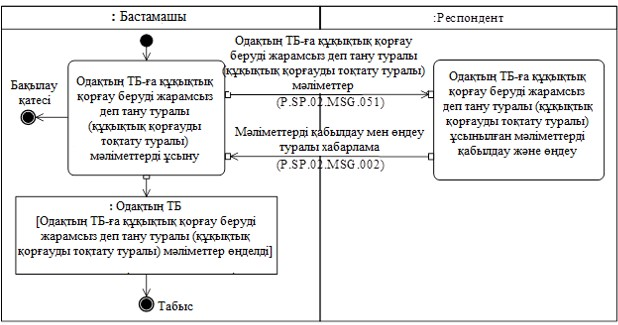 : Бастамашы
:Респондент
Бақылау
қатесі
Одақтың ТБ-ға құқықтық
қорғау беруді жарамсыз
деп тану туралы
(құқықтық қорғауды
тоқтату туралы)
мәліметтерді ұсыну
Одақтың ТБ-ға құқықтық қорғау
беруді жарамсыз деп тану туралы
(құқықтық қорғауды тоқтату туралы)
мәліметтер
(P.SP.02.MSG.051)
Мәліметтерді қабылдау мен өңдеу
туралы хабарлама
(P.SP.02.MSG.002)
Одақтың ТБ-ға құқықтық
қорғау беруді жарамсыз
деп тану туралы (құқықтық
қорғауды тоқтату туралы)
ұсынылған мәліметтерді
қабылдау және өңдеу
: Одақтың ТБ
[Одақтың ТБ-ға құқықтық қорғау беруді
жарамсыз деп тану туралы (құқықтық
қорғауды тоқтату туралы) мәліметтер өңделді]
Табыс